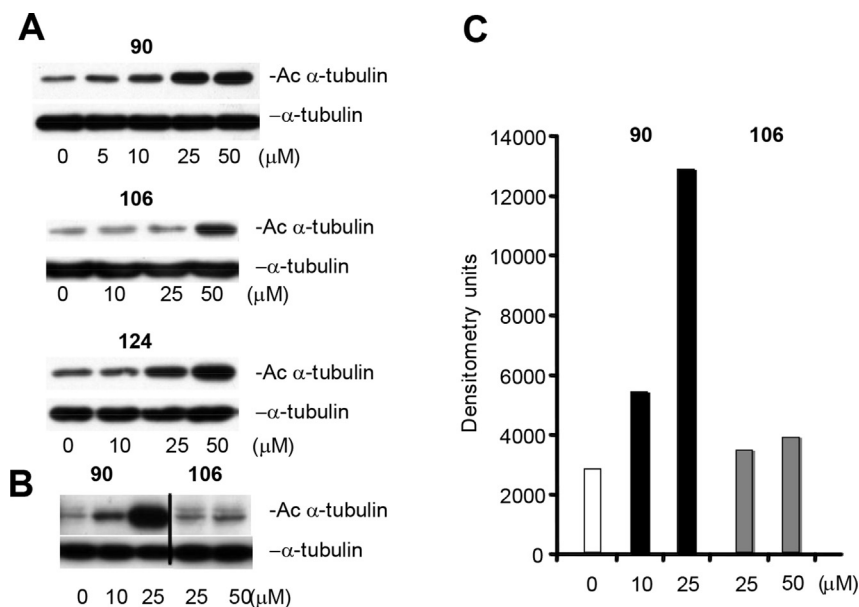 A
90
-Ac α-tubulin
–α-tubulin
0 5 10 25 50 (μM)
106
-Ac α-tubulin
–α-tubulin
0 10 25 50 (μM)
124
-Ac α-tubulin
–α-tubulin
0 10 25 50 (μM)
B
90 106
-Ac α-tubulin
–α-tubulin
0 10 25 25 50(μM)
C
90 106
Densitometry units
14000
12000
10000
8000
6000
4000
2000
0
0 10 25 25 50 (μM)